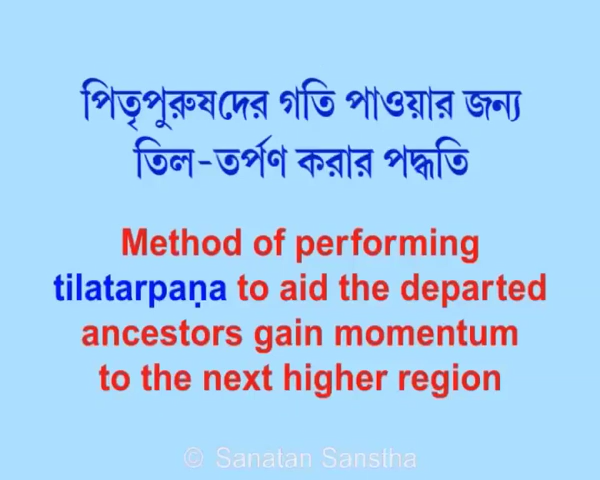 পিতৃপুরুষদের গতি পাওয়ার জন্য
তিল-তর্পণ করার পদ্ধতি
Method of performing
tilatarpaṇa to aid the departed
ancestors gain momentum
to the next higher region
© Sanatan Sanstha